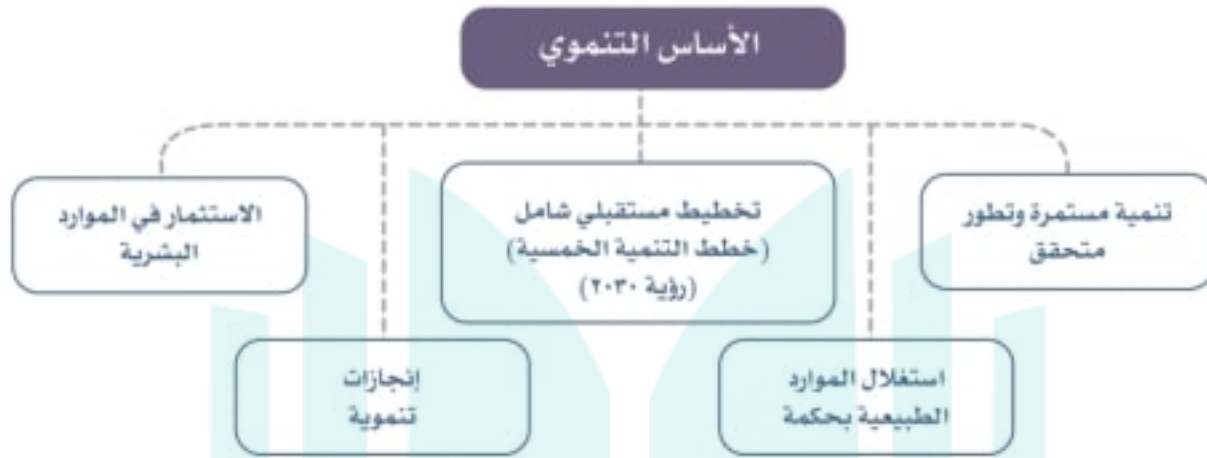 الأساس التنموي
تنمية مستمرة وتطور
متحقق
تخطيط مستقبلي شامل
(خطط التنمية الخمسية)
(رؤية ٢٠٣٠)
الاستثمار في الموارد
البشرية
استغلال الموارد
الطبيعية بحكمة
إنجازات
تنموية